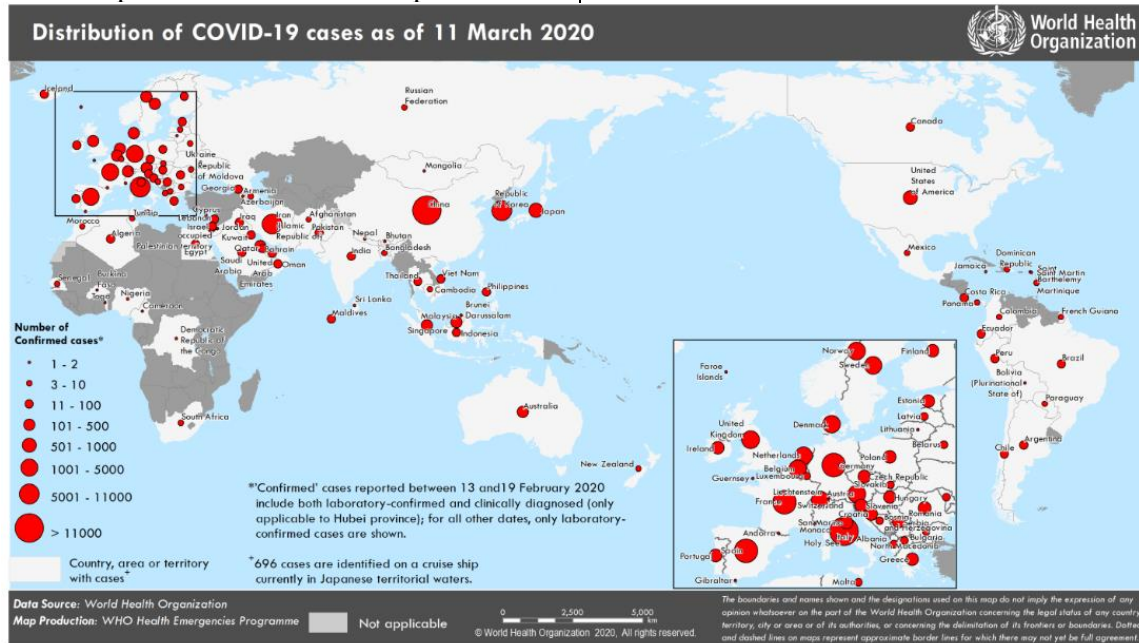 Distribution of COVID-19 cases as of 11 March 2020
World Health
Organization
Iceland
Russian
Federation
Canada
Ukraine
Republic
of Moldova
Georgia
Armenia
Azerbaijan
Mongolia
China
Republic
of Korea
Japan
United
States
of America
Morocco
Tunisia
Algeria
Cyprus
Lebanon
Israel
occupied
Palestinian territory
Egypt
Jordan
Iraq
Kuwait
Iran
(Islamic
Republic of)
Afghanistan
Pakistan
Qatar
Bahrain
Saudi
Arabia
United
Arab
Emirates
Oman
Nepal
Bhutan
India
Bangladesh
Thailand
Viet Nam
Cambodia
Philippines
Sri Lanka
Maldives
Malaysia
Brunei
Darussalam
Singapore
Indonesia
Senegal
Burkina
Faso
Togo
Nigeria
Cameroon
Democratic
Republic of
the Congo
South Africa
Australia
New Zealand
Mexico
Dominican
Republic
Jamaica
Saint Martin
Saint
Barthelemy
Martinique
Costa Rica
Panama
Colombia
French Guiana
Ecuador
Peru
Brazil
Bolivia
(Plurinational
State of)
Paraguay
Chile
Argentina
Number of
Confirmed cases*
1 - 2
3 - 10
11 - 100
101 - 500
501 - 1000
1001 - 5000
5001 - 11000
> 11000
Country, area or territory
with cases+
*'Confirmed' cases reported between 13 and19 February 2020
include both laboratory-confirmed and clinically diagnosed (only
applicable to Hubei province); for all other dates, only laboratory-
confirmed cases are shown.
+696 cases are identified on a cruise ship
currently in Japanese territorial waters.
Norway
Sweden
Finland
Faroe
Islands
Estonia
Latvia
Lithuania
Denmark
United
Kingdom
Ireland
Belarus
Netherlands
Belgium
Luxembourg
Germany
Poland
Czech Republic
Slovakia
Guernsey
France
Liechtenstein
Switzerland
Austria
Hungary
Slovenia
Croatia
Romania
San Marino
Monaco
Bosnia
and Herzegovina
Serbia
Andorra
Holy See
Italy
Albania
Bulgaria
North Macedonia
Portugal
Spain
Greece
Gibraltar
Malta
Data Source: World Health Organization
Map Production: WHO Health Emergencies Programme
Not applicable
0 2,500 5,000
km
© World Health Organization 2020, All rights reserved.
The boundaries and names shown and the designations used on this map do not imply the expression of any
opinion whatsoever on the part of the World Health Organization concerning the legal status of any country,
territory, city or area or of its authorities, or concerning the delimitation of its frontiers or boundaries. Dotted
and dashed lines on maps represent approximate border lines for which there may not yet be full agreement.